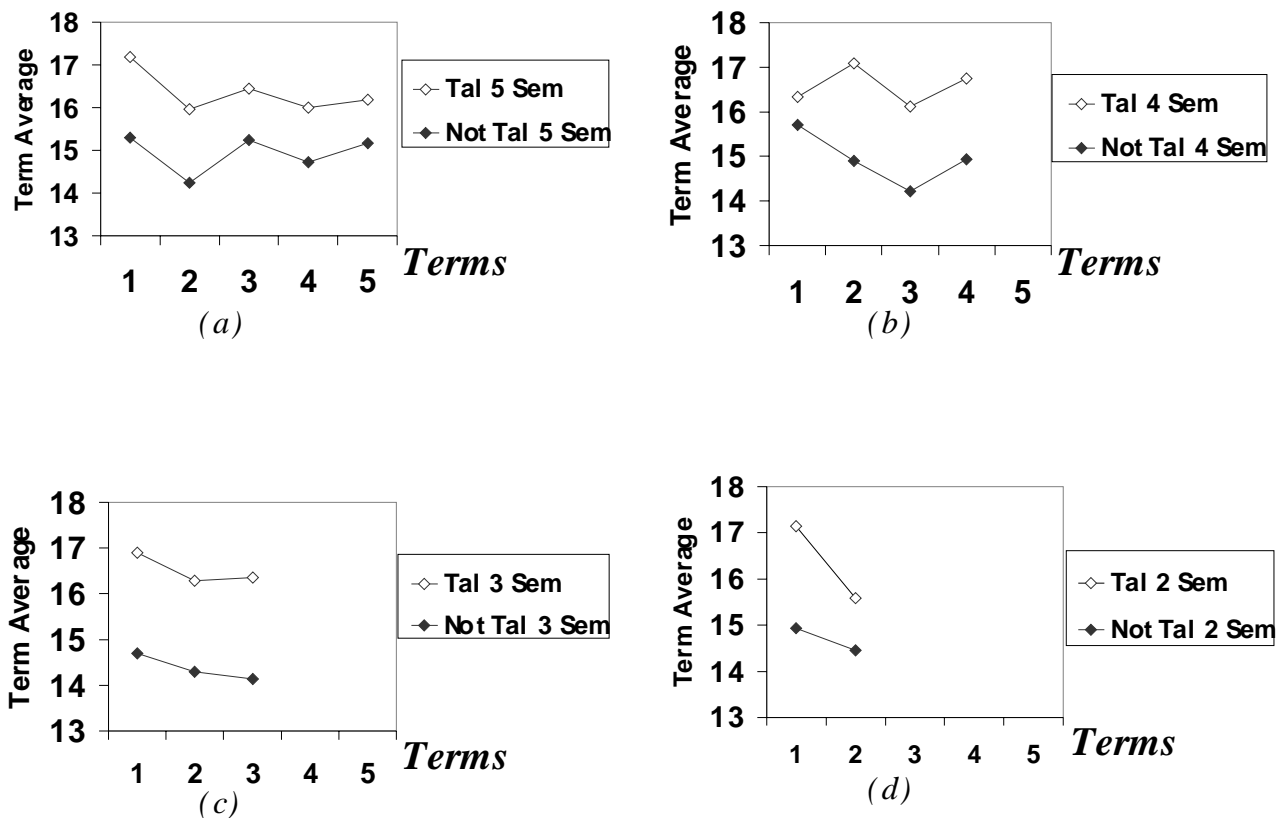 18
17
16
15
14
13
Term Average
1 2 3 4 5
Terms
Tal 5 Sem
Not Tal 5 Sem
(a)
18
17
16
15
14
13
Term Average
1 2 3 4 5
Terms
Tal 4 Sem
Not Tal 4 Sem
(b)
18
17
16
15
14
13
Term Average
1 2 3 4 5
Terms
Tal 3 Sem
Not Tal 3 Sem
(c)
18
17
16
15
14
13
Term Average
1 2 3 4 5
Terms
Tal 2 Sem
Not Tal 2 Sem
(d)